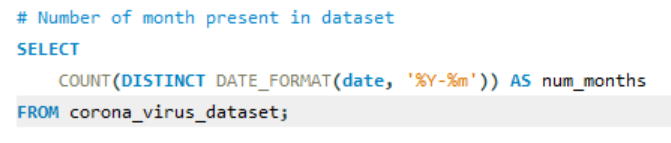 # Number of month present in dataset
SELECT
    COUNT(DISTINCT DATE_FORMAT(date, '%Y-%m')) AS num_months
FROM corona_virus_dataset;